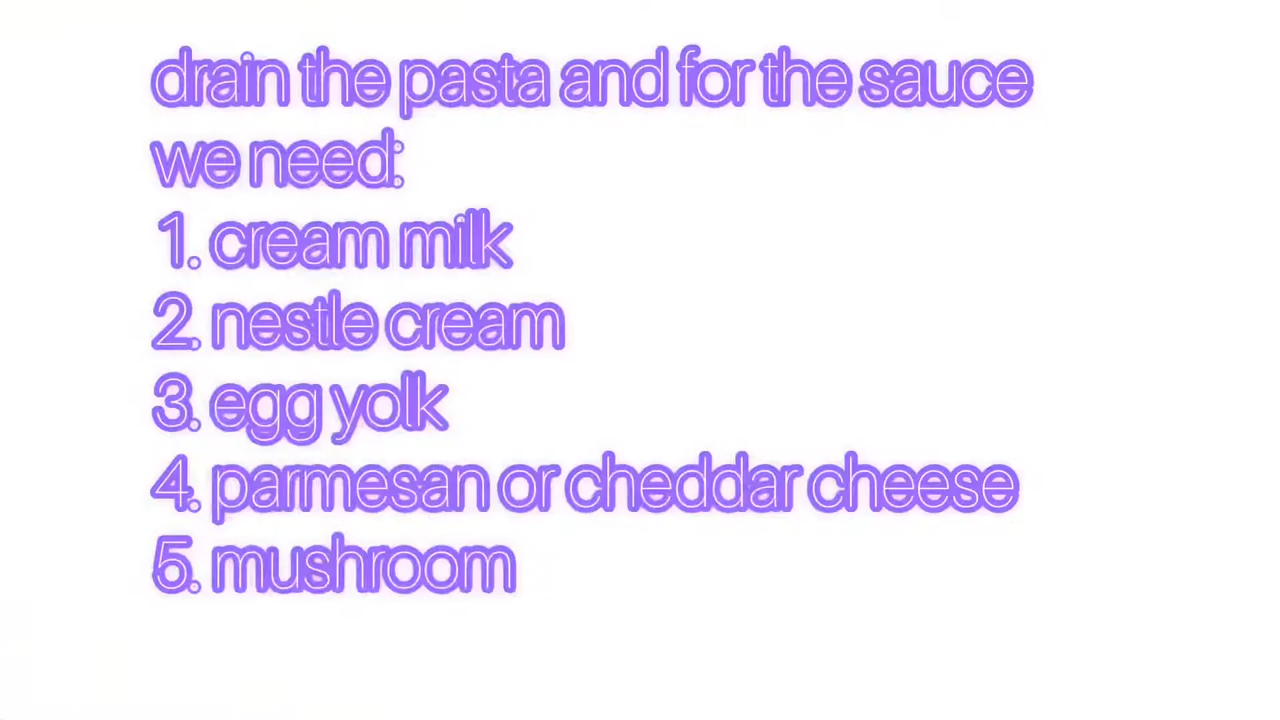 drain the pasta and for the sauce
we need:
1. cream milk
2. nestle cream
3. egg yolk
4. parmesan or cheddar cheese
5. mushroom